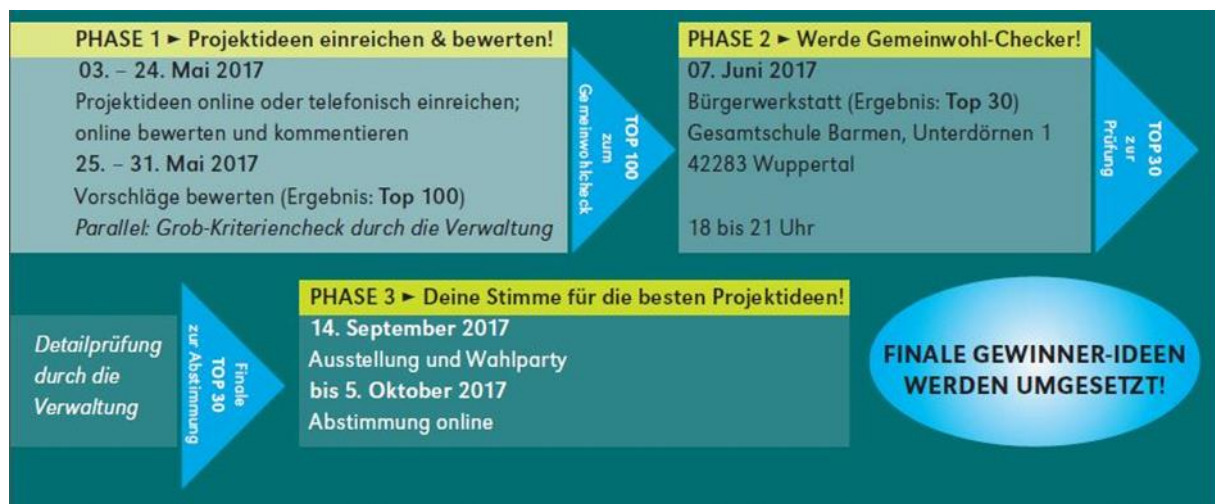 PHASE 1 ► Projektideen einreichen & bewerten!
03. – 24. Mai 2017
Projektideen online oder telefonisch einreichen;
online bewerten und kommentieren
25. – 31. Mai 2017
Vorschläge bewerten (Ergebnis: Top 100)
Parallel: Grob-Kriteriencheck durch die Verwaltung
TOP 100
zum
Gemeinwohlcheck
PHASE 2 ► Werde Gemeinwohl-Checker!
07. Juni 2017
Bürgerwerkstatt (Ergebnis: Top 30)
Gesamtschule Barmen, Unterdörnen 1
42283 Wuppertal
18 bis 21 Uhr
TOP 30
zur
Prüfung
Detailprüfung
durch die
Verwaltung
Finale
TOP 30
zur Abstimmung
PHASE 3 ► Deine Stimme für die besten Projektideen!
14. September 2017
Ausstellung und Wahlparty
bis 5. Oktober 2017
Abstimmung online
FINALE GEWINNER-IDEEN
WERDEN UMGESETZT!